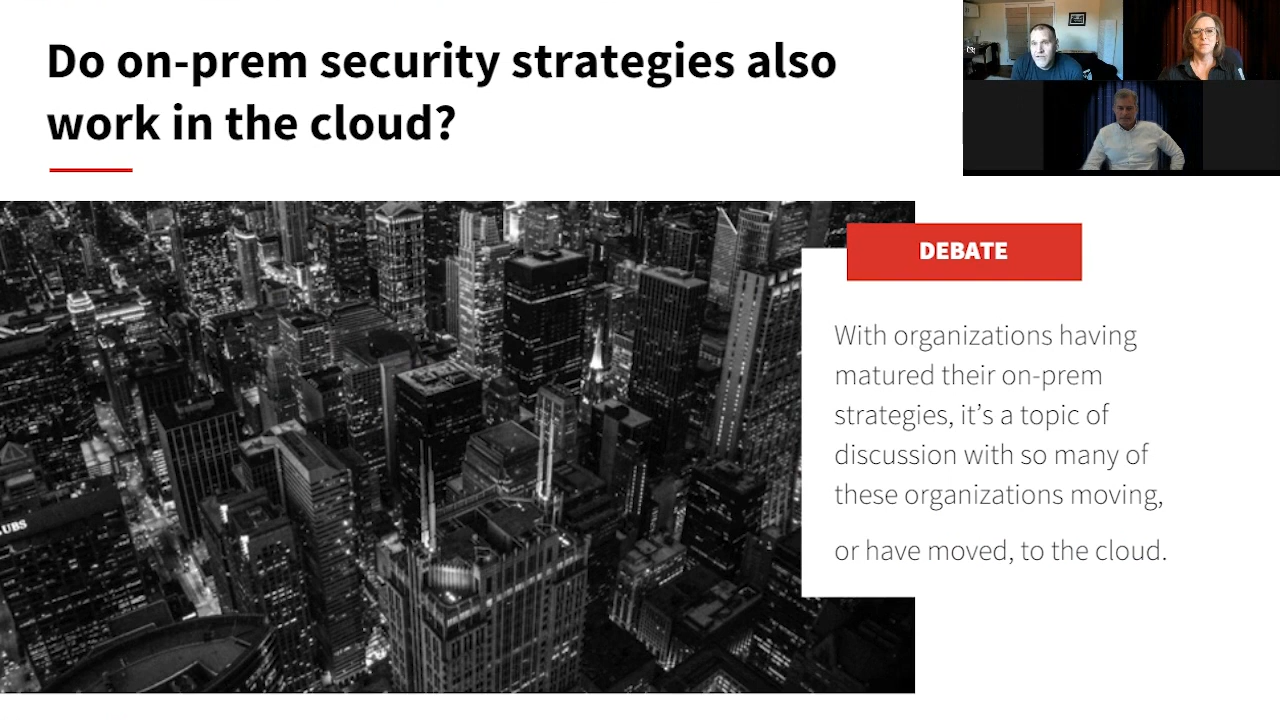 Do on-prem security strategies also
work in the cloud?
DEBATE
With organizations having
matured their on-prem
strategies, it’s a topic of
discussion with so many of
these organizations moving,
or have moved, to the cloud.
UBS